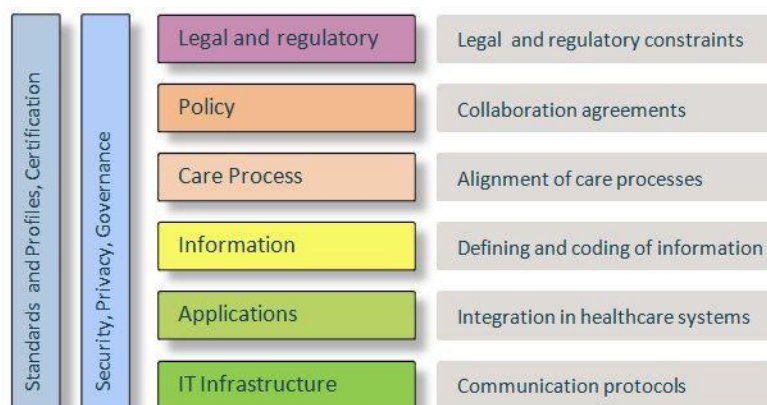 Standards and Profiles, Certification
Security, Privacy, Governance
Legal and regulatory
Legal and regulatory constraints
Policy
Collaboration agreements
Care Process
Alignment of care processes
Information
Defining and coding of information
Applications
Integration in healthcare systems
IT Infrastructure
Communication protocols